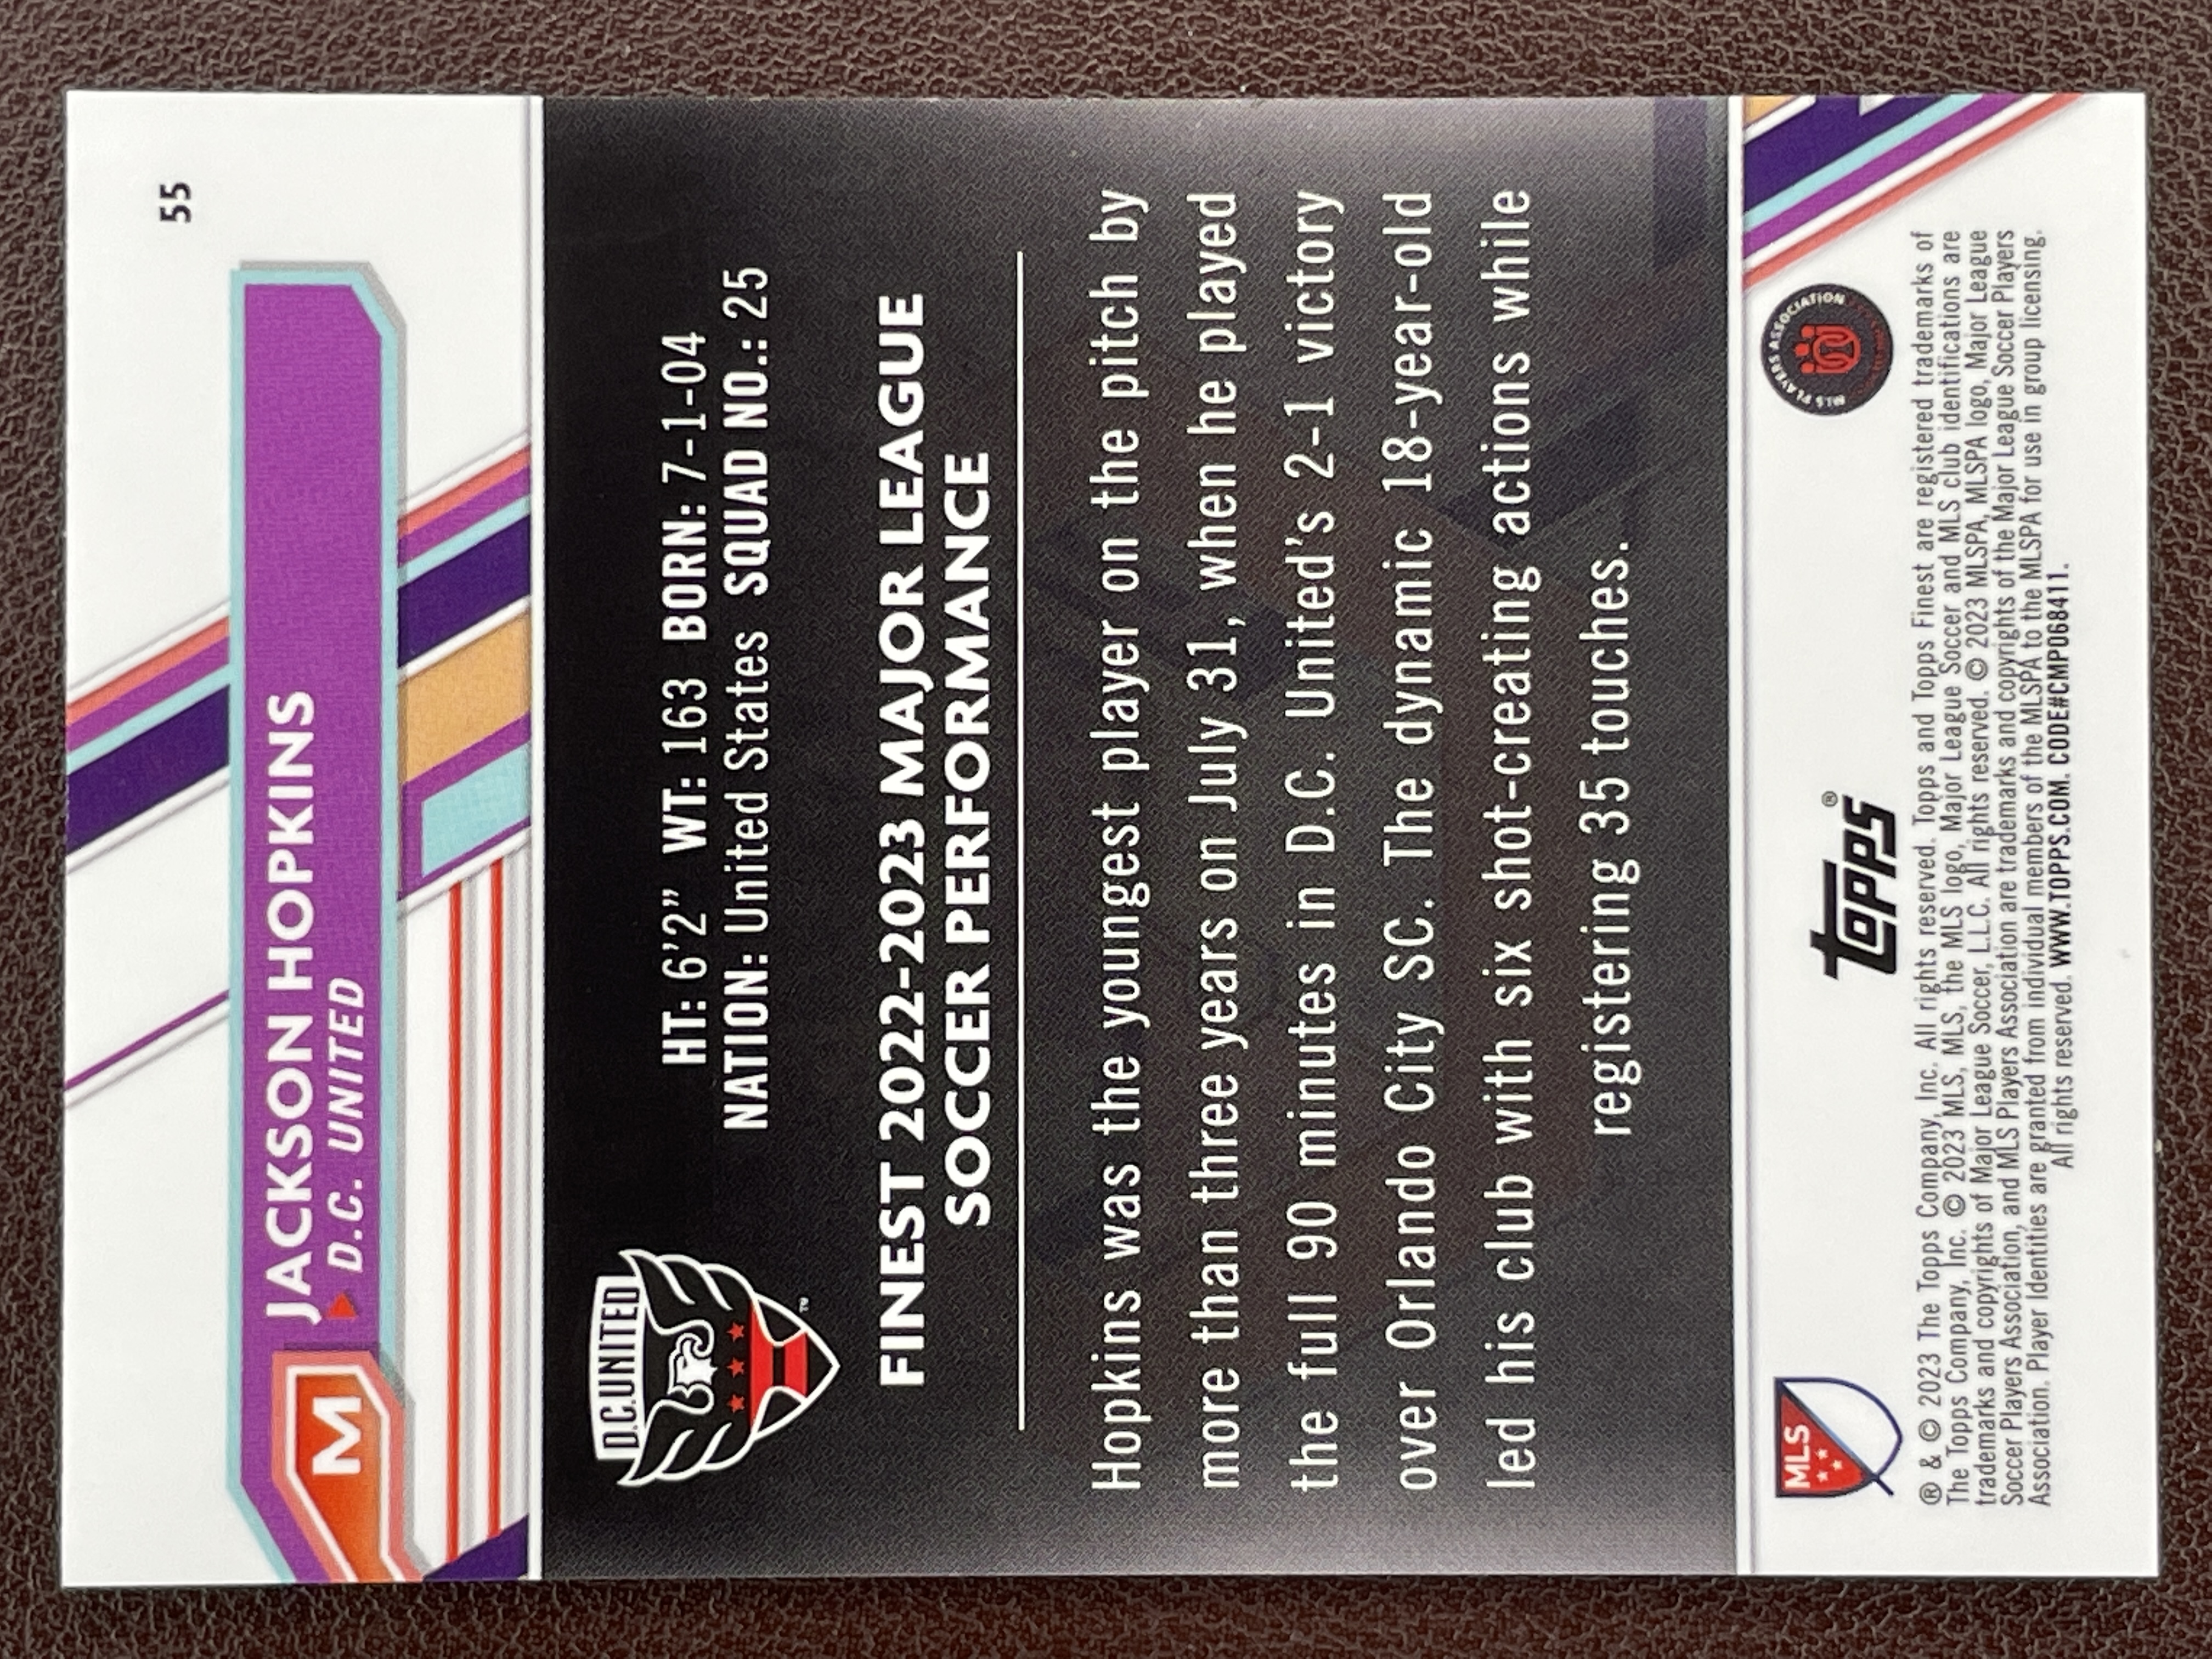 55
JACKSON HOPKINS
D.C. UNITED
M
D.C.UNITED
TM
HT: 6'2" WT: 163 BORN: 7-1-04
NATION: United States SQUAD NO.: 25
FINEST 2022-2023 MAJOR LEAGUE
SOCCER PERFORMANCE
Hopkins was the youngest player on the pitch by
more than three years on July 31, when he played
the full 90 minutes in D.C. United's 2-1 victory
over Orlando City SC. The dynamic 18-year-old
led his club with six shot-creating actions while
registering 35 touches.
MLS
topps®
MLS PLAYERS ASSOCIATION
® & © 2023 The Topps Company, Inc. All rights reserved. Topps and Topps Finest are registered trademarks of
The Topps Company, Inc. © 2023 MLS, MLS, the MLS logo, Major League Soccer and MLS club identifications are
trademarks and copyrights of Major League Soccer, L.L.C. All rights reserved. © 2023 MLSPA, MLSPA logo, Major League
Soccer Players Association, and MLS Players Association are trademarks and copyrights of the Major League Soccer Players
Association. Player Identities are granted from individual members of the MLSPA to the MLSPA for use in group licensing.
All rights reserved. WWW.TOPPS.COM. CODE#CMP068411.